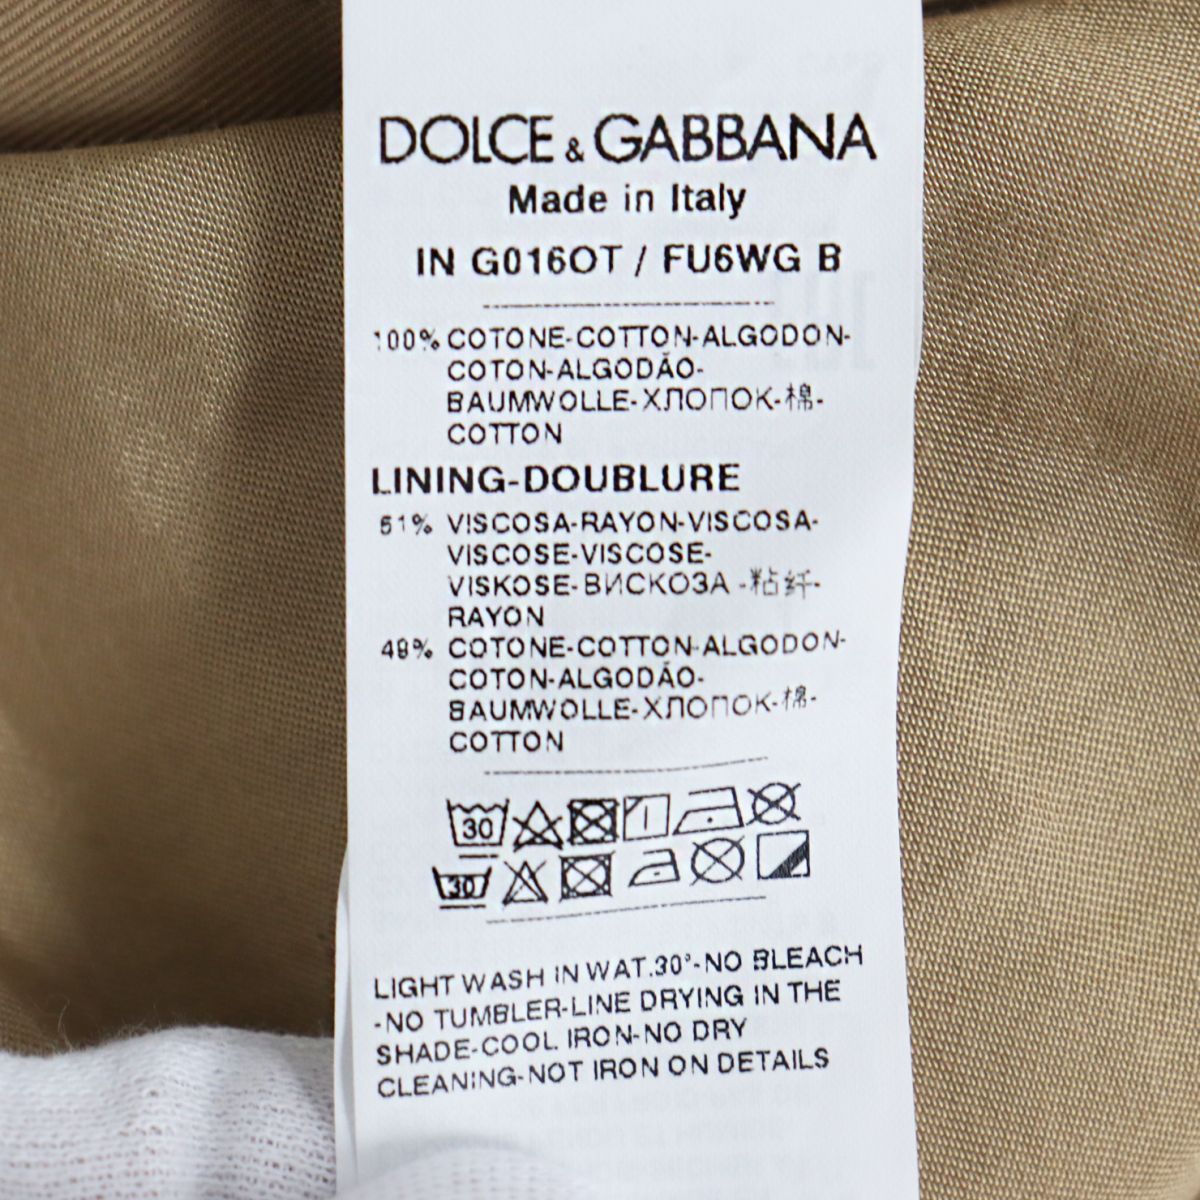 DOLCE & GABBANA
Made in Italy
IN G016OT / FU6WG B
100% COTONE-COTTON-ALGODON-
COTON-ALGODÃO-
BAUMWOLLE-ХЛОПОК-棉-
COTTON
LINING-DOUBLURE
51% VISCOSA-RAYON-VISCOSA-
VISCOSE-VISCOSE-
VISKOSE-ВИСКОЗА -粘纤-
RAYON
49% COTONE-COTTON-ALGODON-
COTON-ALGODÃO-
BAUMWOLLE-ХЛОПОК-棉-
COTTON
30
30
LIGHT WASH IN WAT.30°-NO BLEACH
-NO TUMBLER-LINE DRYING IN THE
SHADE-COOL IRON-NO DRY
CLEANING-NOT IRON ON DETAILS